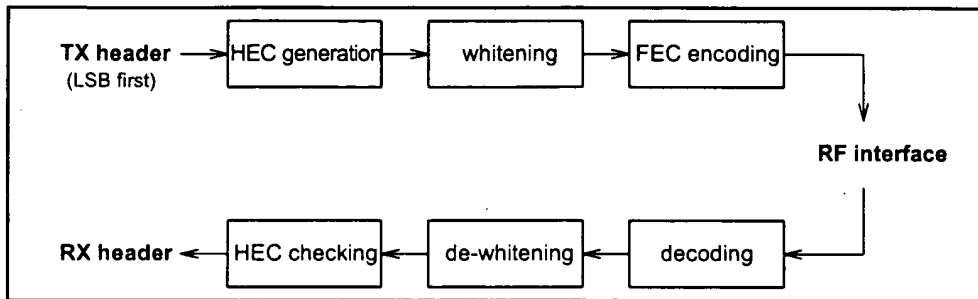 TX header
(LSB first)
HEC generation
whitening
FEC encoding
RF interface
RX header
HEC checking
de-whitening
decoding